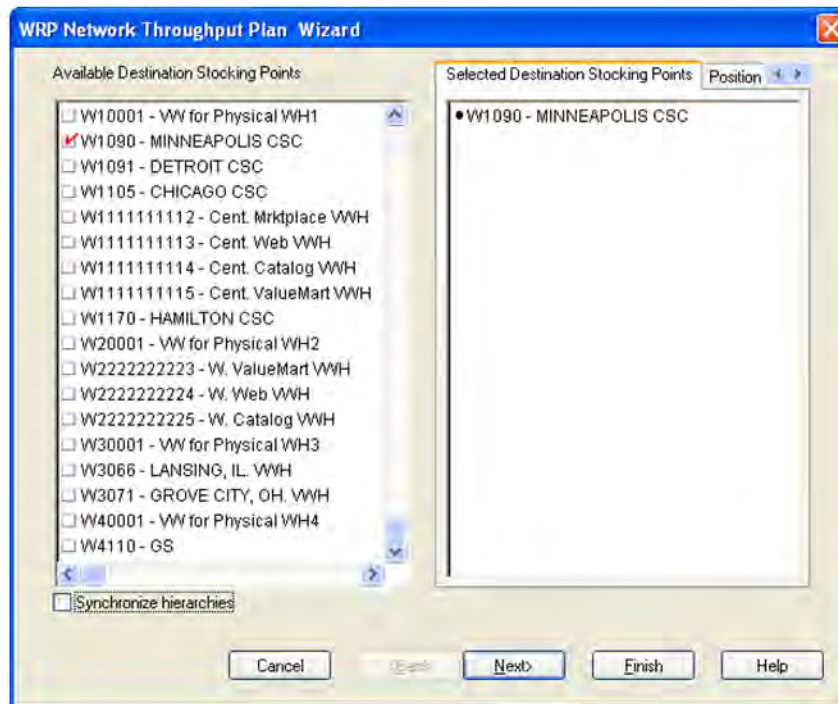 WRP Network Throughput Plan Wizard
Available Destination Stocking Points
W10001 - VW for Physical WH1
W1090 - MINNEAPOLIS CSC
W1091 - DETROIT CSC
W1105 - CHICAGO CSC
W1111111112 - Cent. Mrktplace VWH
W1111111113 - Cent. Web VWH
W1111111114 - Cent. Catalog VWH
W1111111115 - Cent. ValueMart VWH
W1170 - HAMILTON CSC
W20001 - VW for Physical WH2
W2222222223 - W. ValueMart VWH
W2222222224 - W. Web VWH
W2222222225 - W. Catalog VWH
W30001 - VW for Physical WH3
W3066 - LANSING, IL. VWH
W3071 - GROVE CITY, OH. VWH
W40001 - VW for Physical WH4
W4110 - GS
Synchronize hierarchies
Selected Destination Stocking Points
Position
W1090 - MINNEAPOLIS CSC
Cancel
Next>
Finish
Help